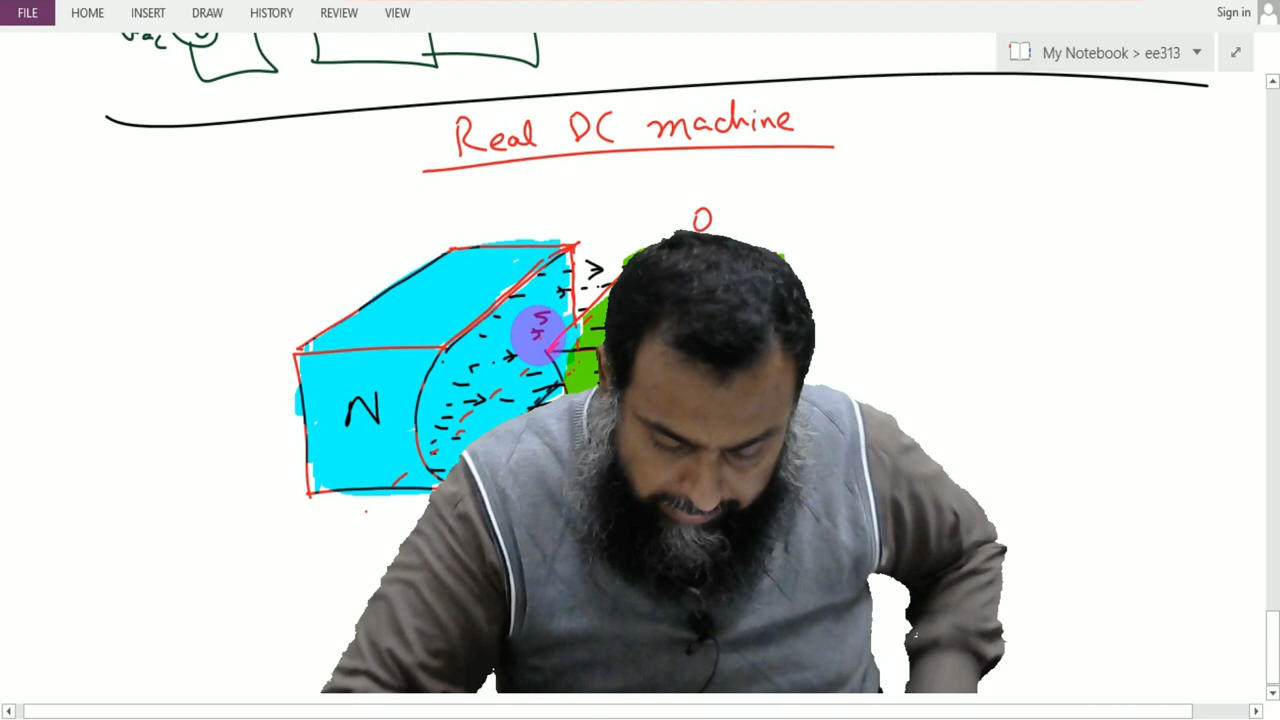 FILE HOME INSERT DRAW HISTORY REVIEW VIEW Sign in
My Notebook > ee313
Real DC machine
N